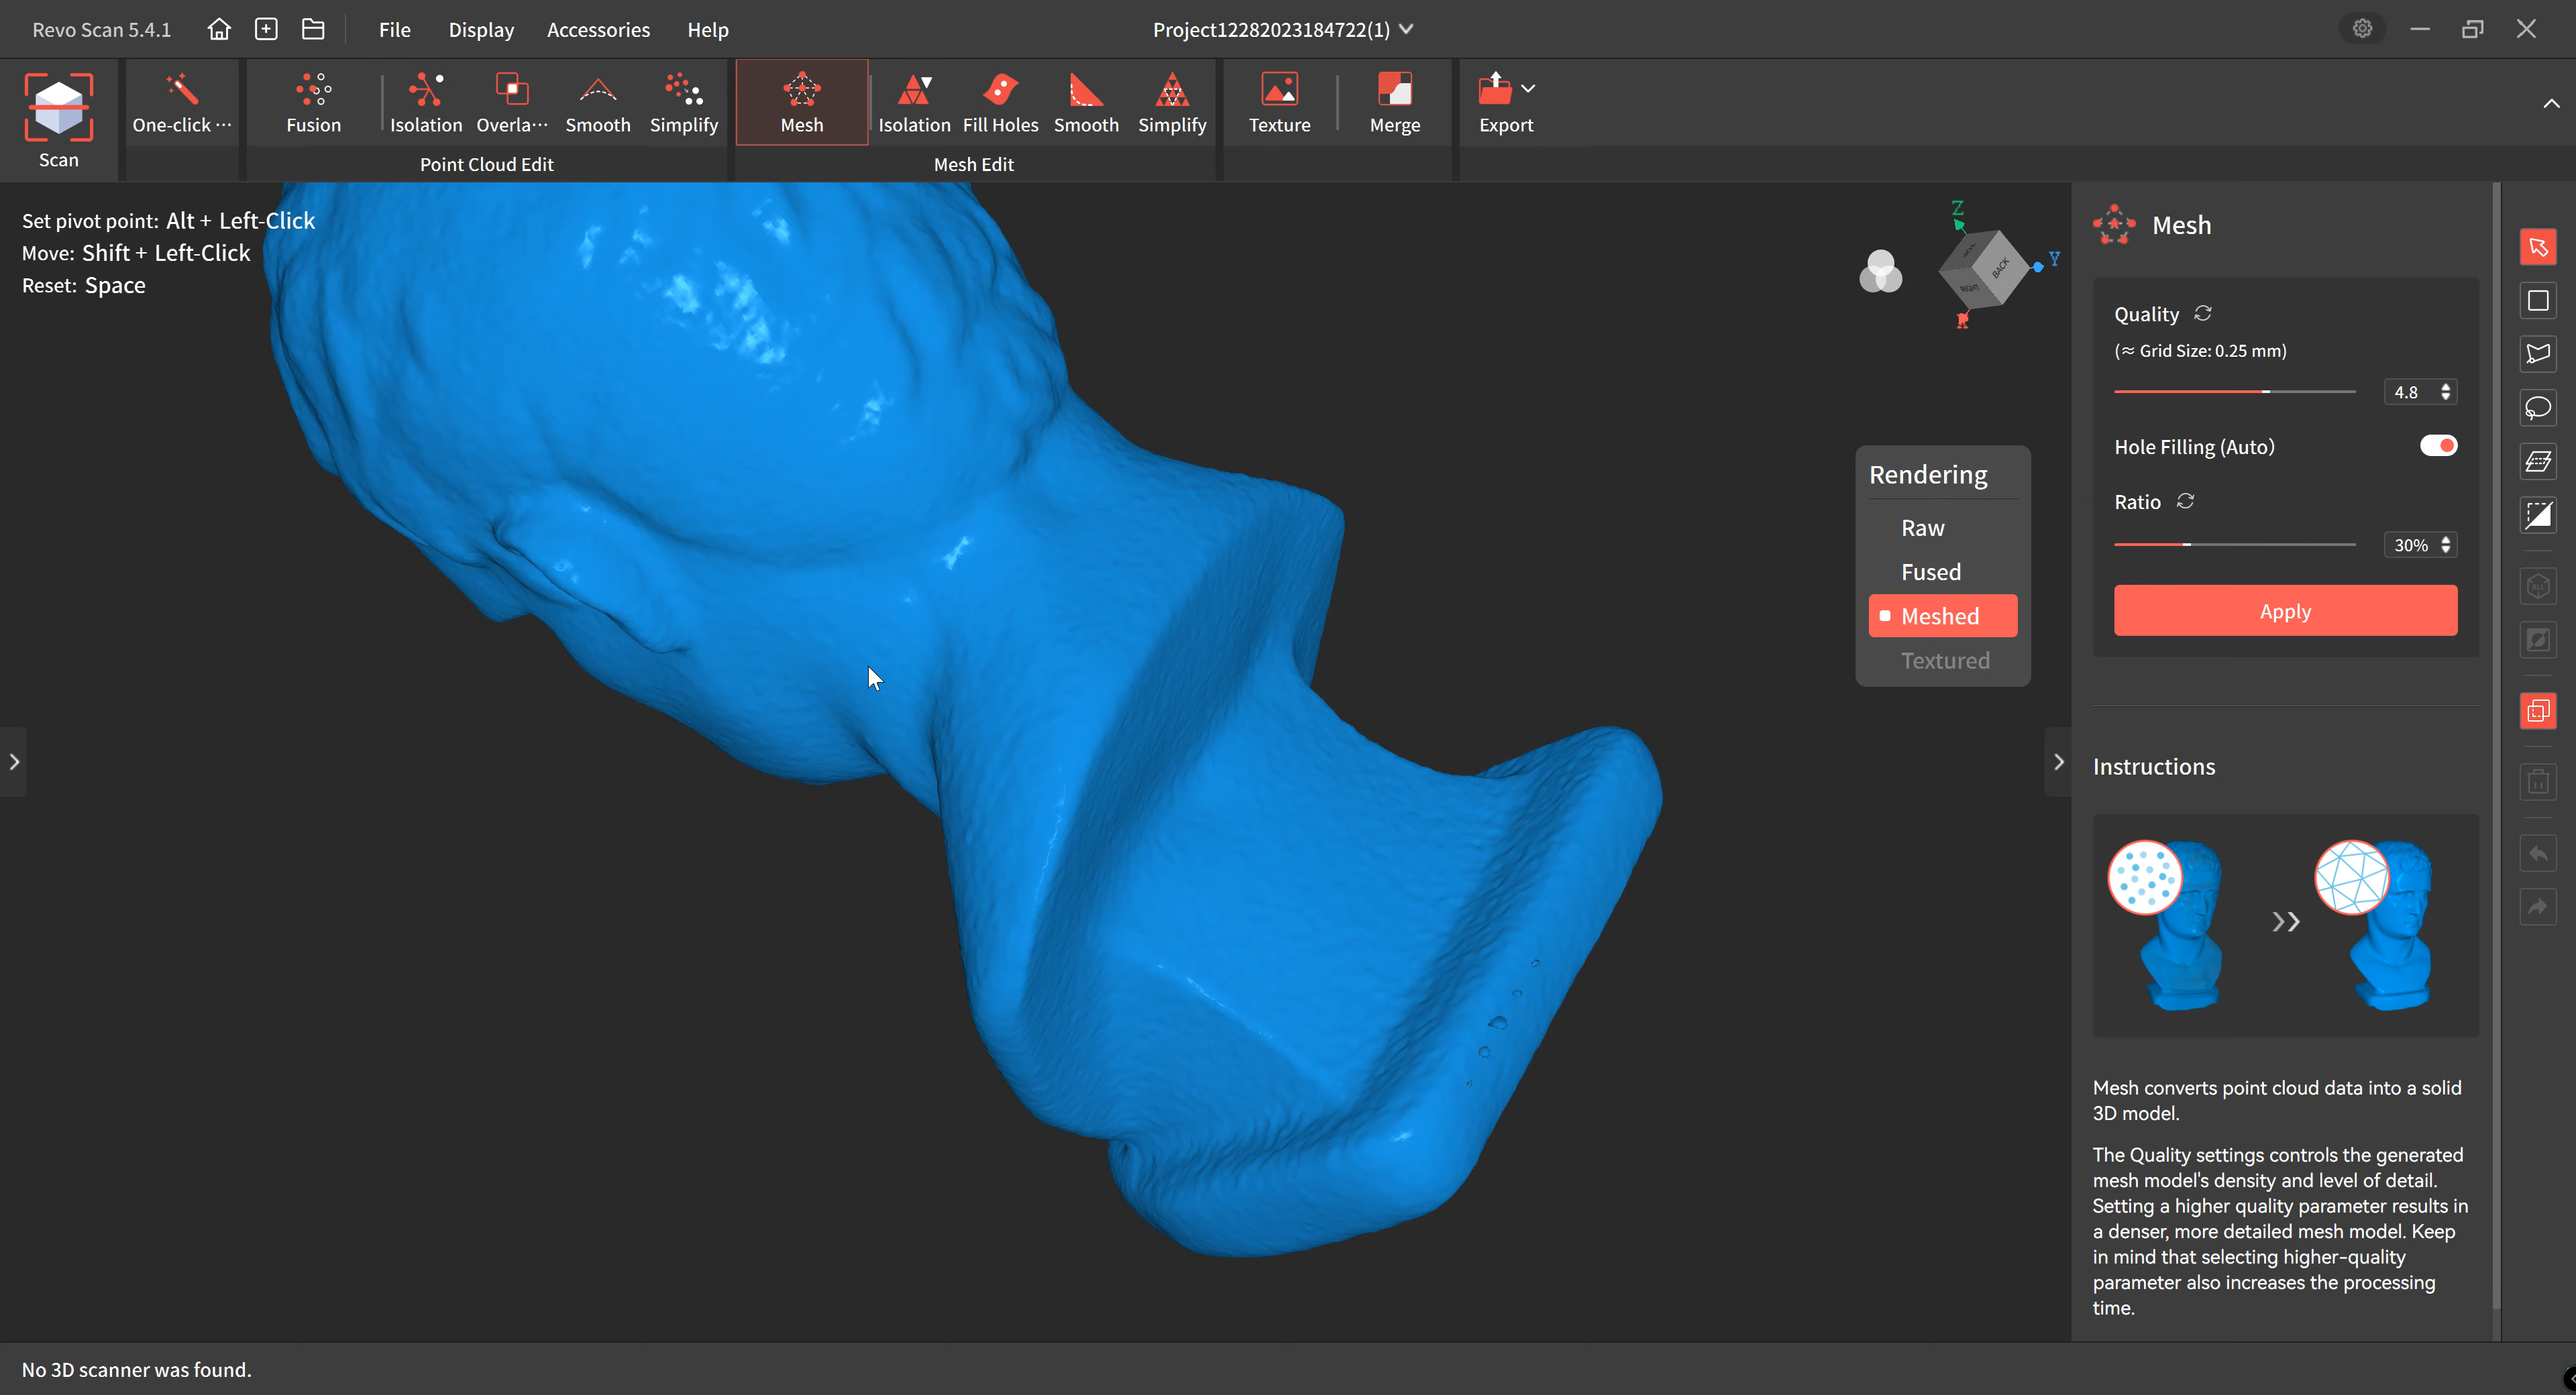 Revo Scan 5.4.1
File
Display
Accessories
Help
Project12282023184722(1)
Scan
One-click ···
Fusion
Isolation
Overla···
Smooth
Simplify
Point Cloud Edit
Mesh
Isolation
Fill Holes
Smooth
Simplify
Mesh Edit
Texture
Merge
Export
Set pivot point: Alt + Left-Click
Move: Shift + Left-Click
Reset: Space
Z
Y
X
BACK
RIGHT
Rendering
Raw
Fused
Meshed
Textured
Mesh
Quality
(≈ Grid Size: 0.25 mm)
4.8
Hole Filling (Auto)
Ratio
30%
Apply
Instructions
Mesh converts point cloud data into a solid
3D model.
The Quality settings controls the generated
mesh model's density and level of detail.
Setting a higher quality parameter results in
a denser, more detailed mesh model. Keep
in mind that selecting higher-quality
parameter also increases the processing
time.
ALL
No 3D scanner was found.